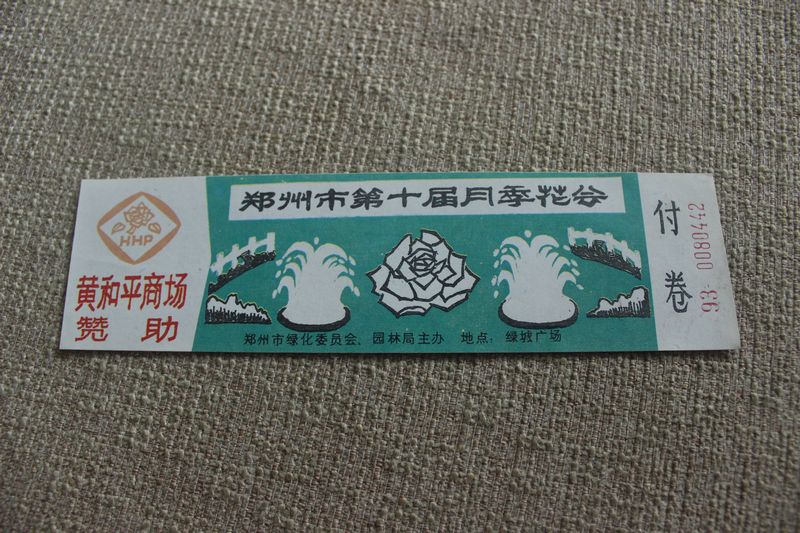 HHP
黄和平商场
赞助
郑州市第十届月季花会
郑州市绿化委员会、园林局主办 地点：绿城广场
付卷
93 0080442